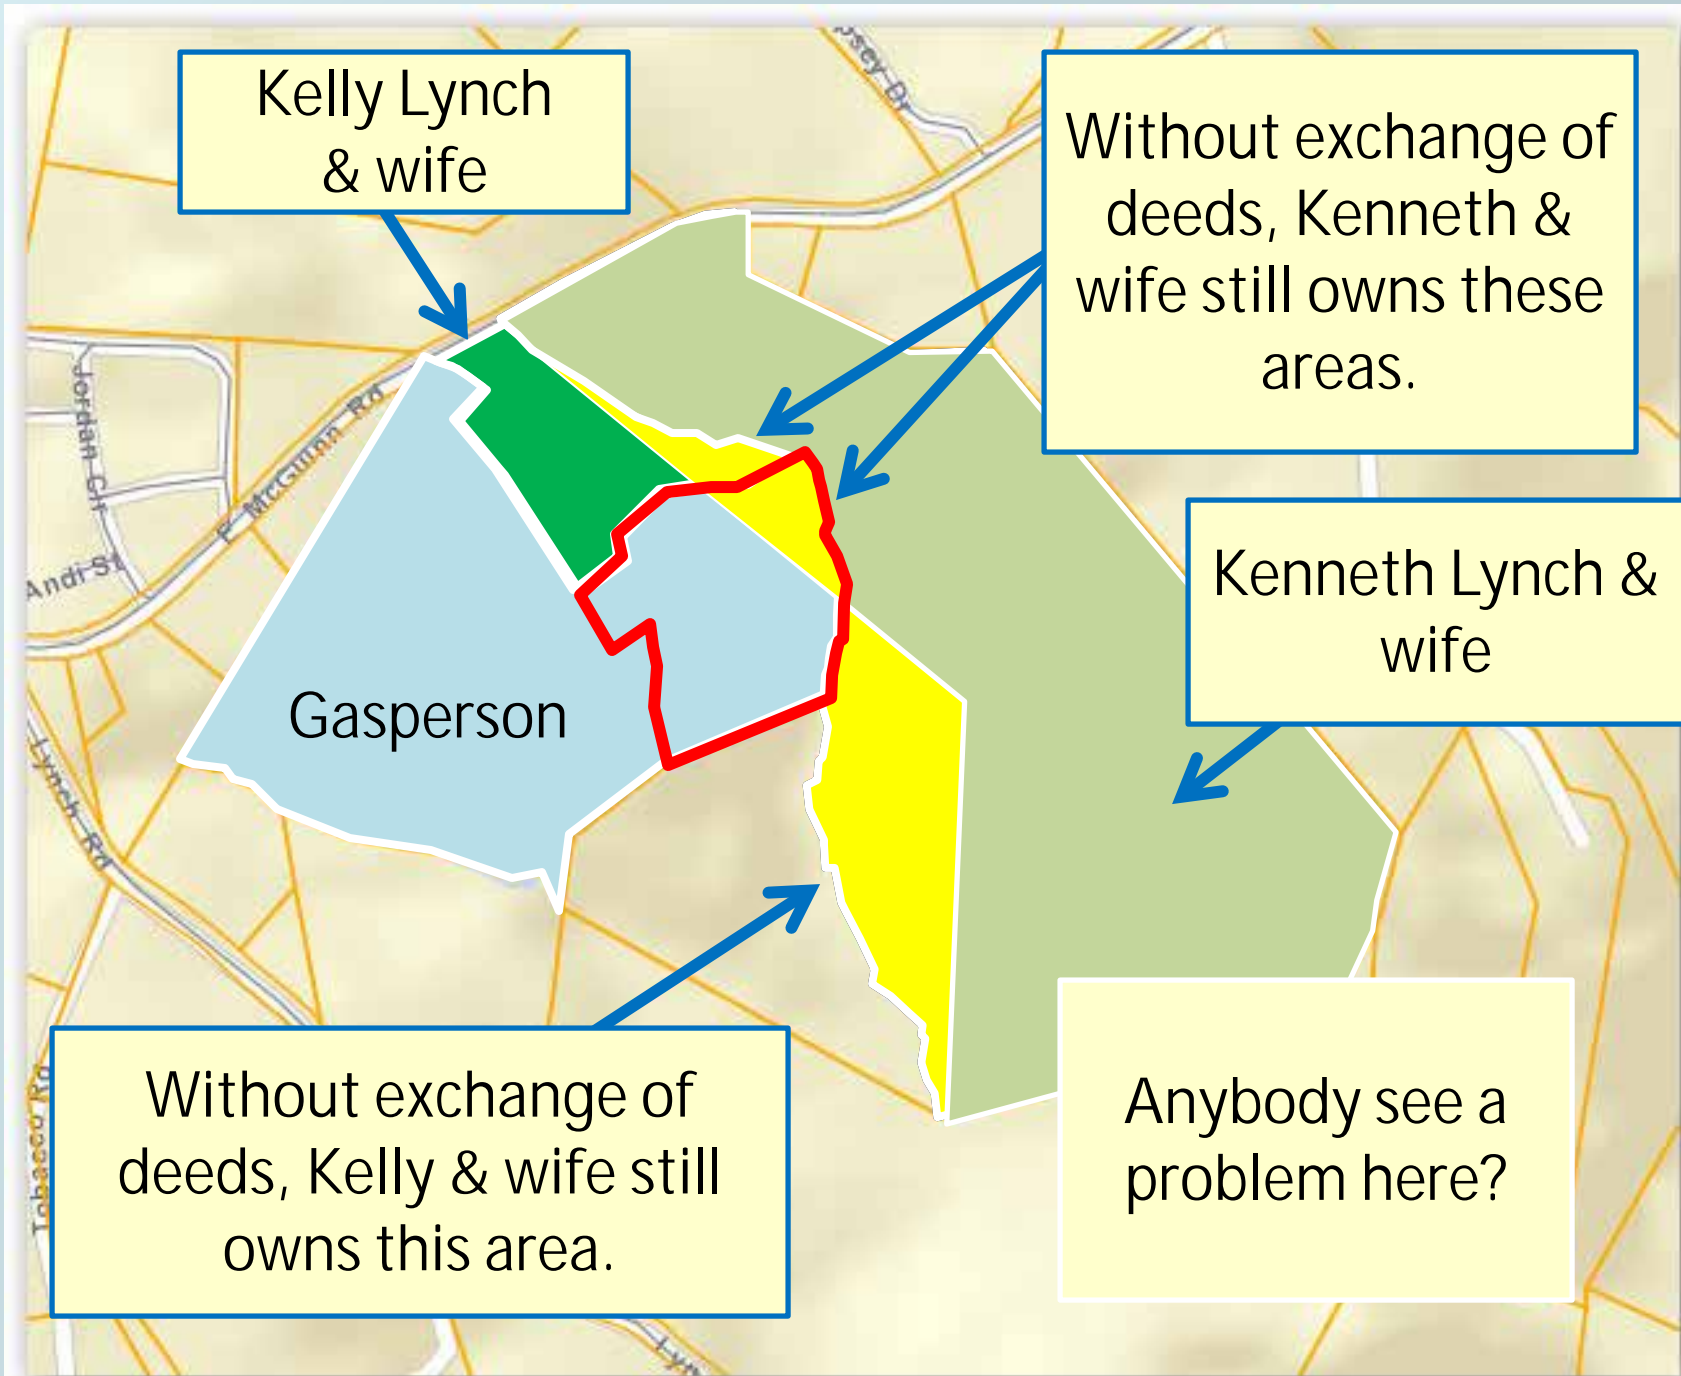 Kelly Lynch
& wife
Without exchange of
deeds, Kenneth &
wife still owns these
areas.
Jordan Cir
F McGuinn Rd
Andi St
Kenneth Lynch &
wife
Gasperson
Lynch Rd
Without exchange of
deeds, Kelly & wife still
owns this area.
Anybody see a
problem here?
Tobacco Rd